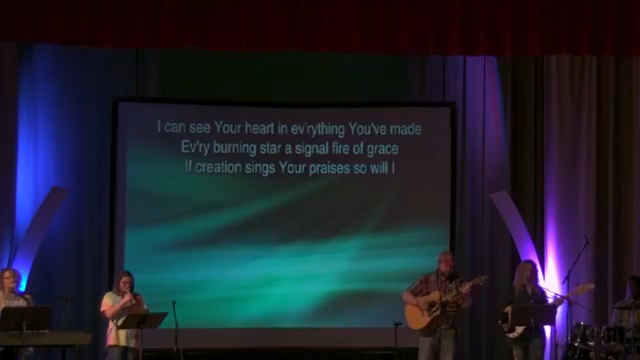 I can see Your heart in ev'rything You've made
Ev'ry burning star a signal fire of grace
If creation sings Your praises so will I